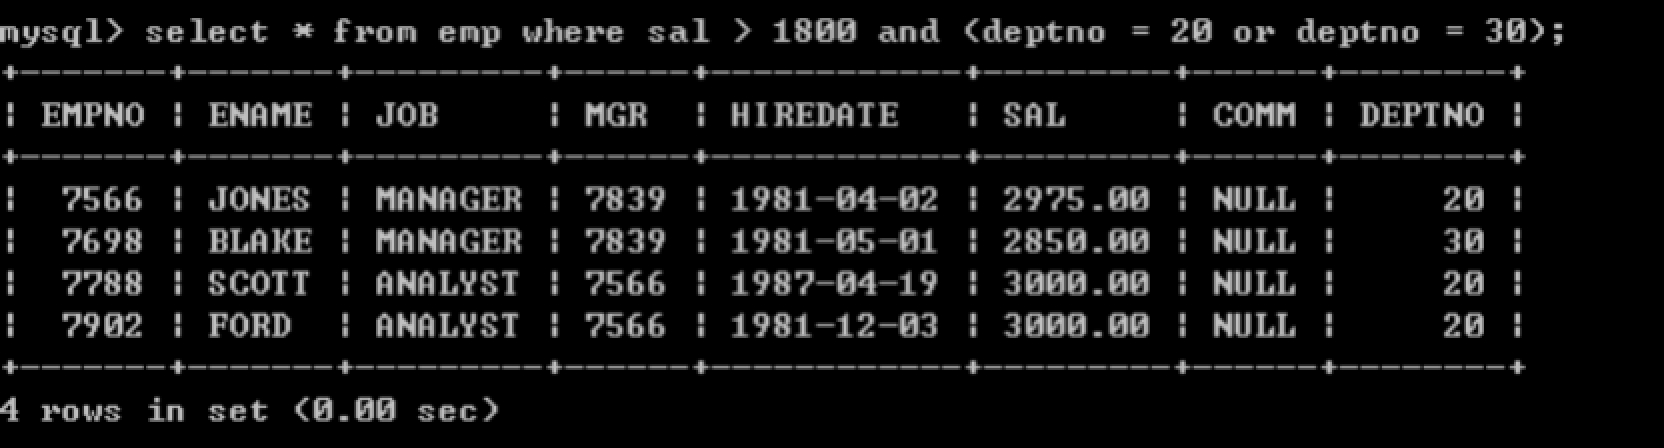 mysql> select * from emp where sal > 1800 and (deptno = 20 or deptno = 30);
+-------+-------+---------+------+------------+---------+------+--------+
| EMPNO | ENAME | JOB     | MGR  | HIREDATE   | SAL     | COMM | DEPTNO |
+-------+-------+---------+------+------------+---------+------+--------+
|  7566 | JONES | MANAGER | 7839 | 1981-04-02 | 2975.00 | NULL |     20 |
|  7698 | BLAKE | MANAGER | 7839 | 1981-05-01 | 2850.00 | NULL |     30 |
|  7788 | SCOTT | ANALYST | 7566 | 1987-04-19 | 3000.00 | NULL |     20 |
|  7902 | FORD  | ANALYST | 7566 | 1981-12-03 | 3000.00 | NULL |     20 |
+-------+-------+---------+------+------------+---------+------+--------+
4 rows in set (0.00 sec)